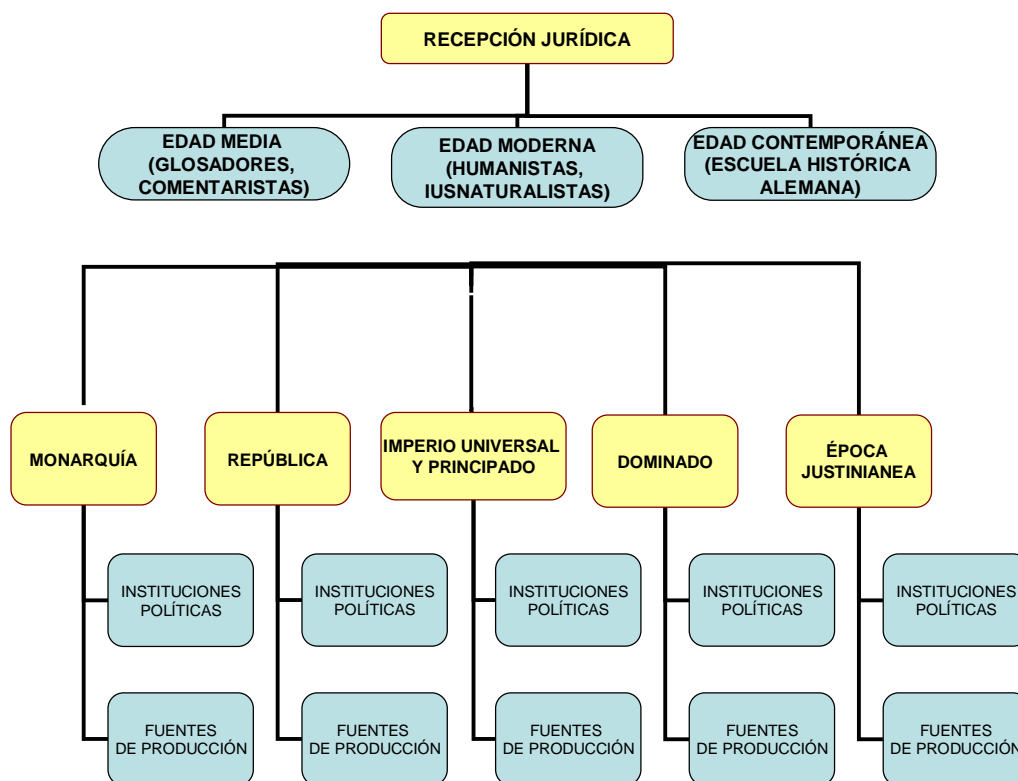 RECEPCIÓN JURÍDICA
EDAD MEDIA
(GLOSADORES,
COMENTARISTAS)
EDAD MODERNA
(HUMANISTAS,
IUSNATURALISTAS)
EDAD CONTEMPORÁNEA
(ESCUELA HISTÓRICA
ALEMANA)
MONARQUÍA
REPÚBLICA
IMPERIO UNIVERSAL
Y PRINCIPADO
DOMINADO
ÉPOCA
JUSTINIANEA
INSTITUCIONES
POLÍTICAS
INSTITUCIONES
POLÍTICAS
INSTITUCIONES
POLÍTICAS
INSTITUCIONES
POLÍTICAS
INSTITUCIONES
POLÍTICAS
FUENTES
DE PRODUCCIÓN
FUENTES
DE PRODUCCIÓN
FUENTES
DE PRODUCCIÓN
FUENTES
DE PRODUCCIÓN
FUENTES
DE PRODUCCIÓN